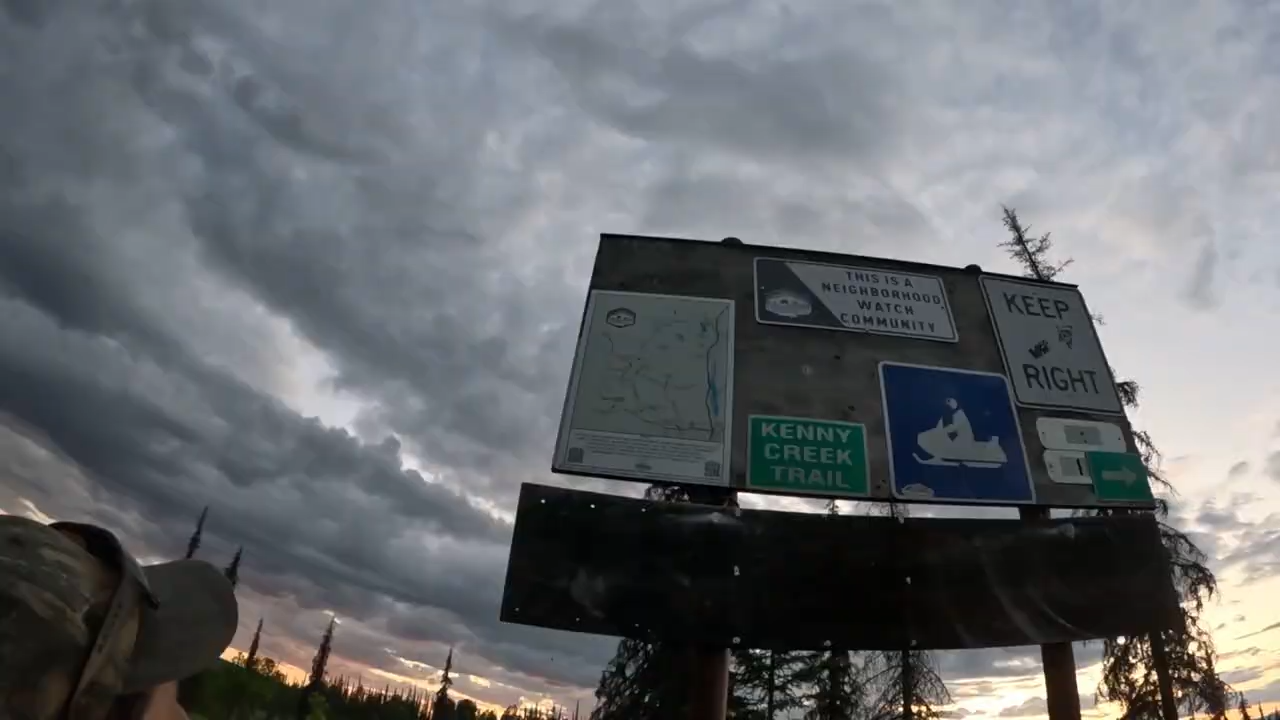 THIS IS A
NEIGHBORHOOD
WATCH
COMMUNITY
KEEP
RIGHT
KENNY
CREEK
TRAIL